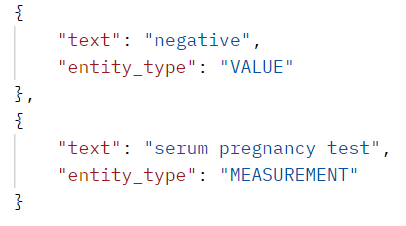 {
"text": "negative",
"entity_type": "VALUE"
},
{
"text": "serum pregnancy test",
"entity_type": "MEASUREMENT"
}